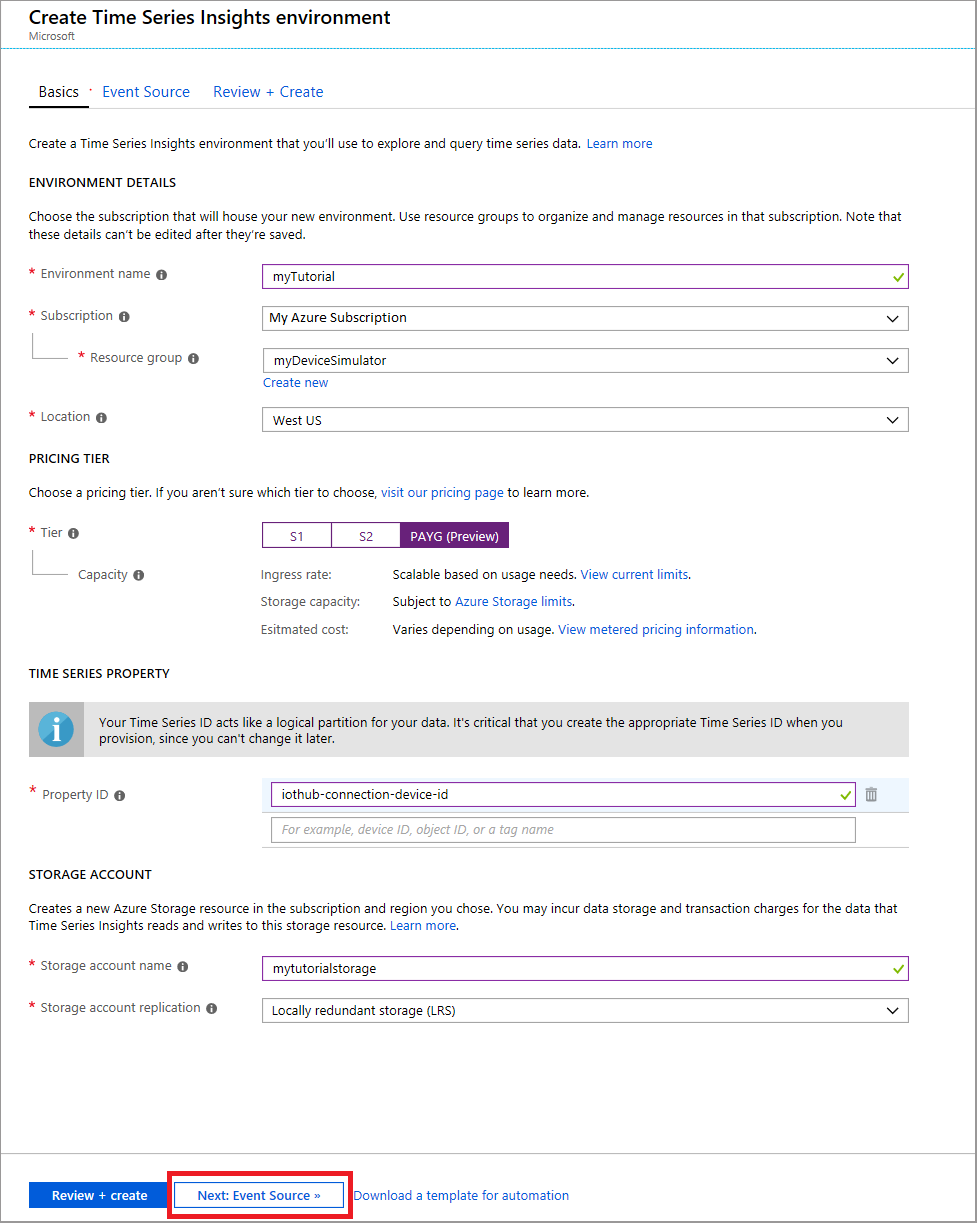 Create Time Series Insights environment
Microsoft
Basics * Event Source Review + Create
Create a Time Series Insights environment that you'll use to explore and query time series data. Learn more
ENVIRONMENT DETAILS
Choose the subscription that will house your new environment. Use resource groups to organize and manage resources in that subscription. Note that
these details can't be edited after they're saved.
* Environment name myTutorial
* Subscription My Azure Subscription
* Resource group myDeviceSimulator
Create new
* Location West US
PRICING TIER
Choose a pricing tier. If you aren't sure which tier to choose, visit our pricing page to learn more.
* Tier S1 S2 PAYG (Preview)
Capacity Ingress rate: Scalable based on usage needs. View current limits.
Storage capacity: Subject to Azure Storage limits.
Esitmated cost: Varies depending on usage. View metered pricing information.
TIME SERIES PROPERTY
Your Time Series ID acts like a logical partition for your data. It's critical that you create the appropriate Time Series ID when you
provision, since you can't change it later.
* Property ID iothub-connection-device-id
For example, device ID, object ID, or a tag name
STORAGE ACCOUNT
Creates a new Azure Storage resource in the subscription and region you chose. You may incur data storage and transaction charges for the data that
Time Series Insights reads and writes to this storage resource. Learn more.
* Storage account name mytutorialstorage
* Storage account replication Locally redundant storage (LRS)
Review + create Next: Event Source » Download a template for automation